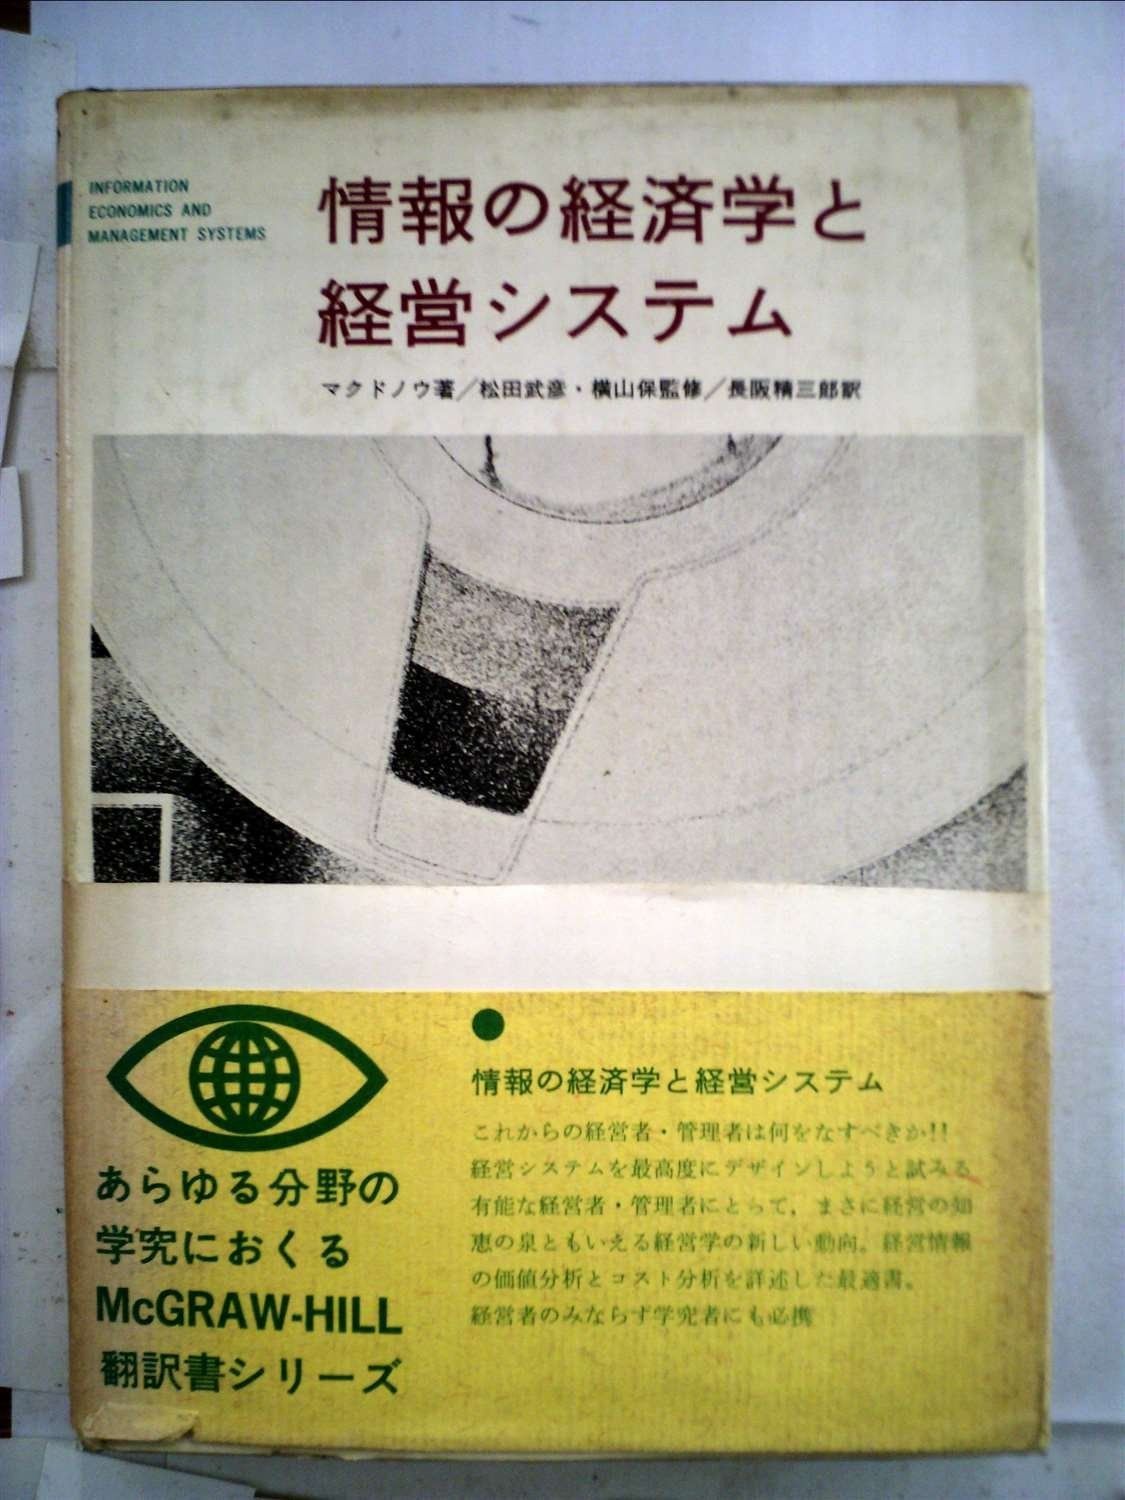 INFORMATION
ECONOMICS AND
MANAGEMENT SYSTEMS
情報の経済学と
経営システム
マクドノウ著／松田武彦・横山保監修／長阪精三郎訳
あらゆる分野の
学究におくる
McGRAW-HILL
翻訳書シリーズ
情報の経済学と経営システム
これからの経営者・管理者は何をなすべきか!!
経営システムを最高度にデザインしようと試みる
有能な経営者・管理者にとって，まさに経営の知
恵の泉ともいえる経営学の新しい動向。経営情報
の価値分析とコスト分析を詳述した最適書。
経営者のみならず学究者にも必携